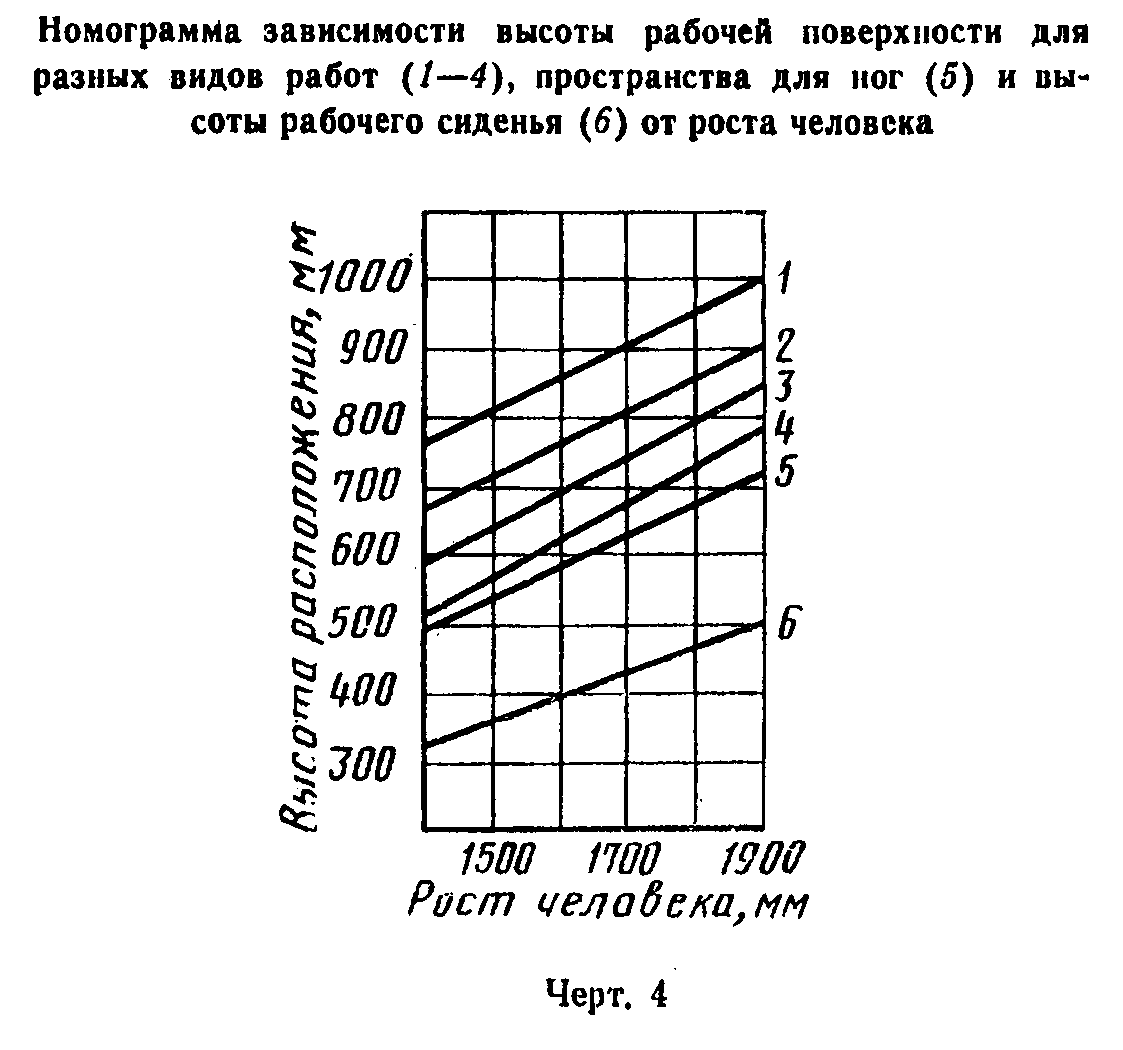 Номограмма зависимости высоты рабочей поверхности для
разных видов работ (1—4), пространства для ног (5) и вы-
соты рабочего сиденья (6) от роста человека
Высота расположения, мм
1000
900
800
700
600
500
400
300
1
2
3
4
5
6
1500 1700 1900
Рост человека, мм
Черт. 4